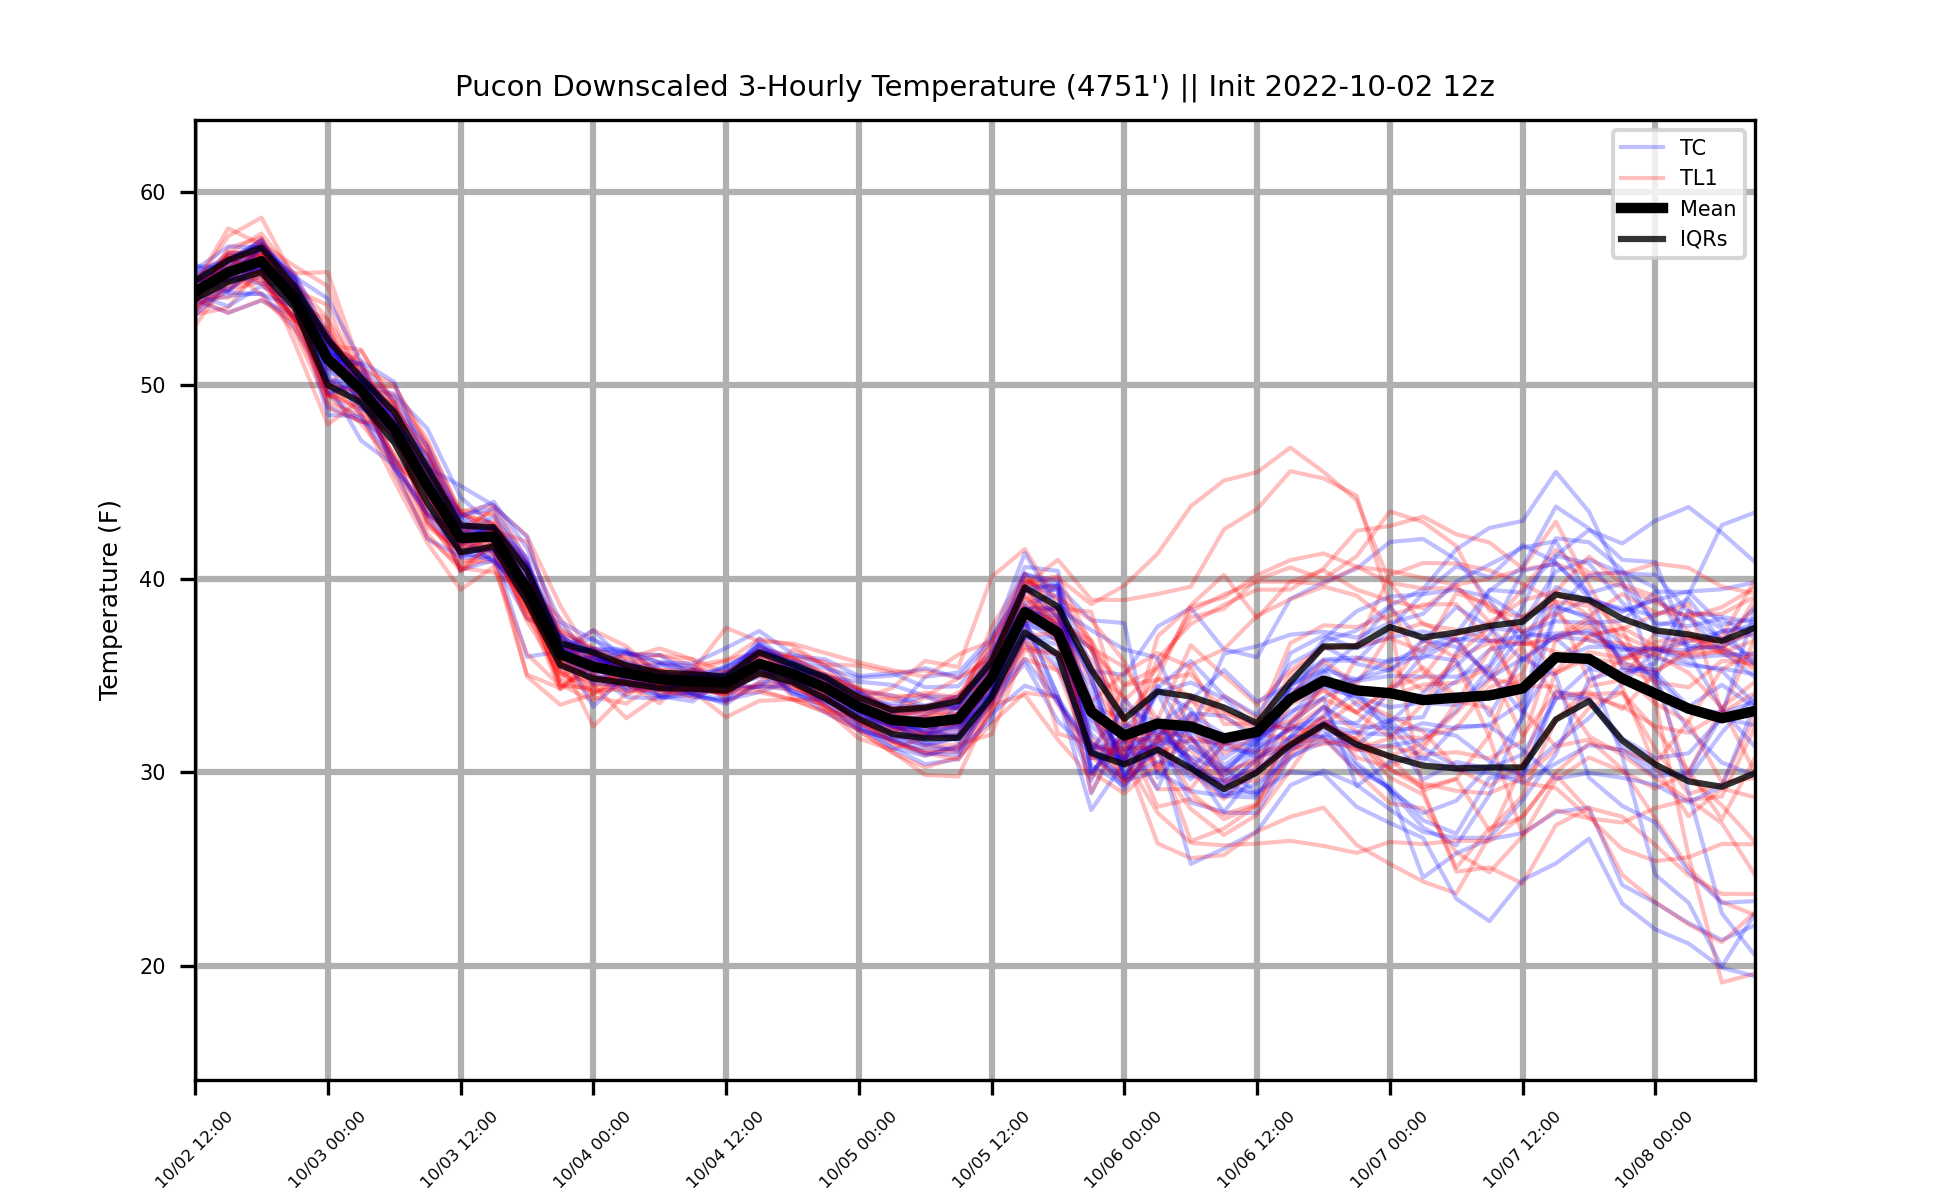 Pucon Downscaled 3-Hourly Temperature (4751') || Init 2022-10-02 12z
TC
TL1
Mean
IQRs
Temperature (F)
60
50
40
30
20
10/02 12:00
10/03 00:00
10/03 12:00
10/04 00:00
10/04 12:00
10/05 00:00
10/05 12:00
10/06 00:00
10/06 12:00
10/07 00:00
10/07 12:00
10/08 00:00